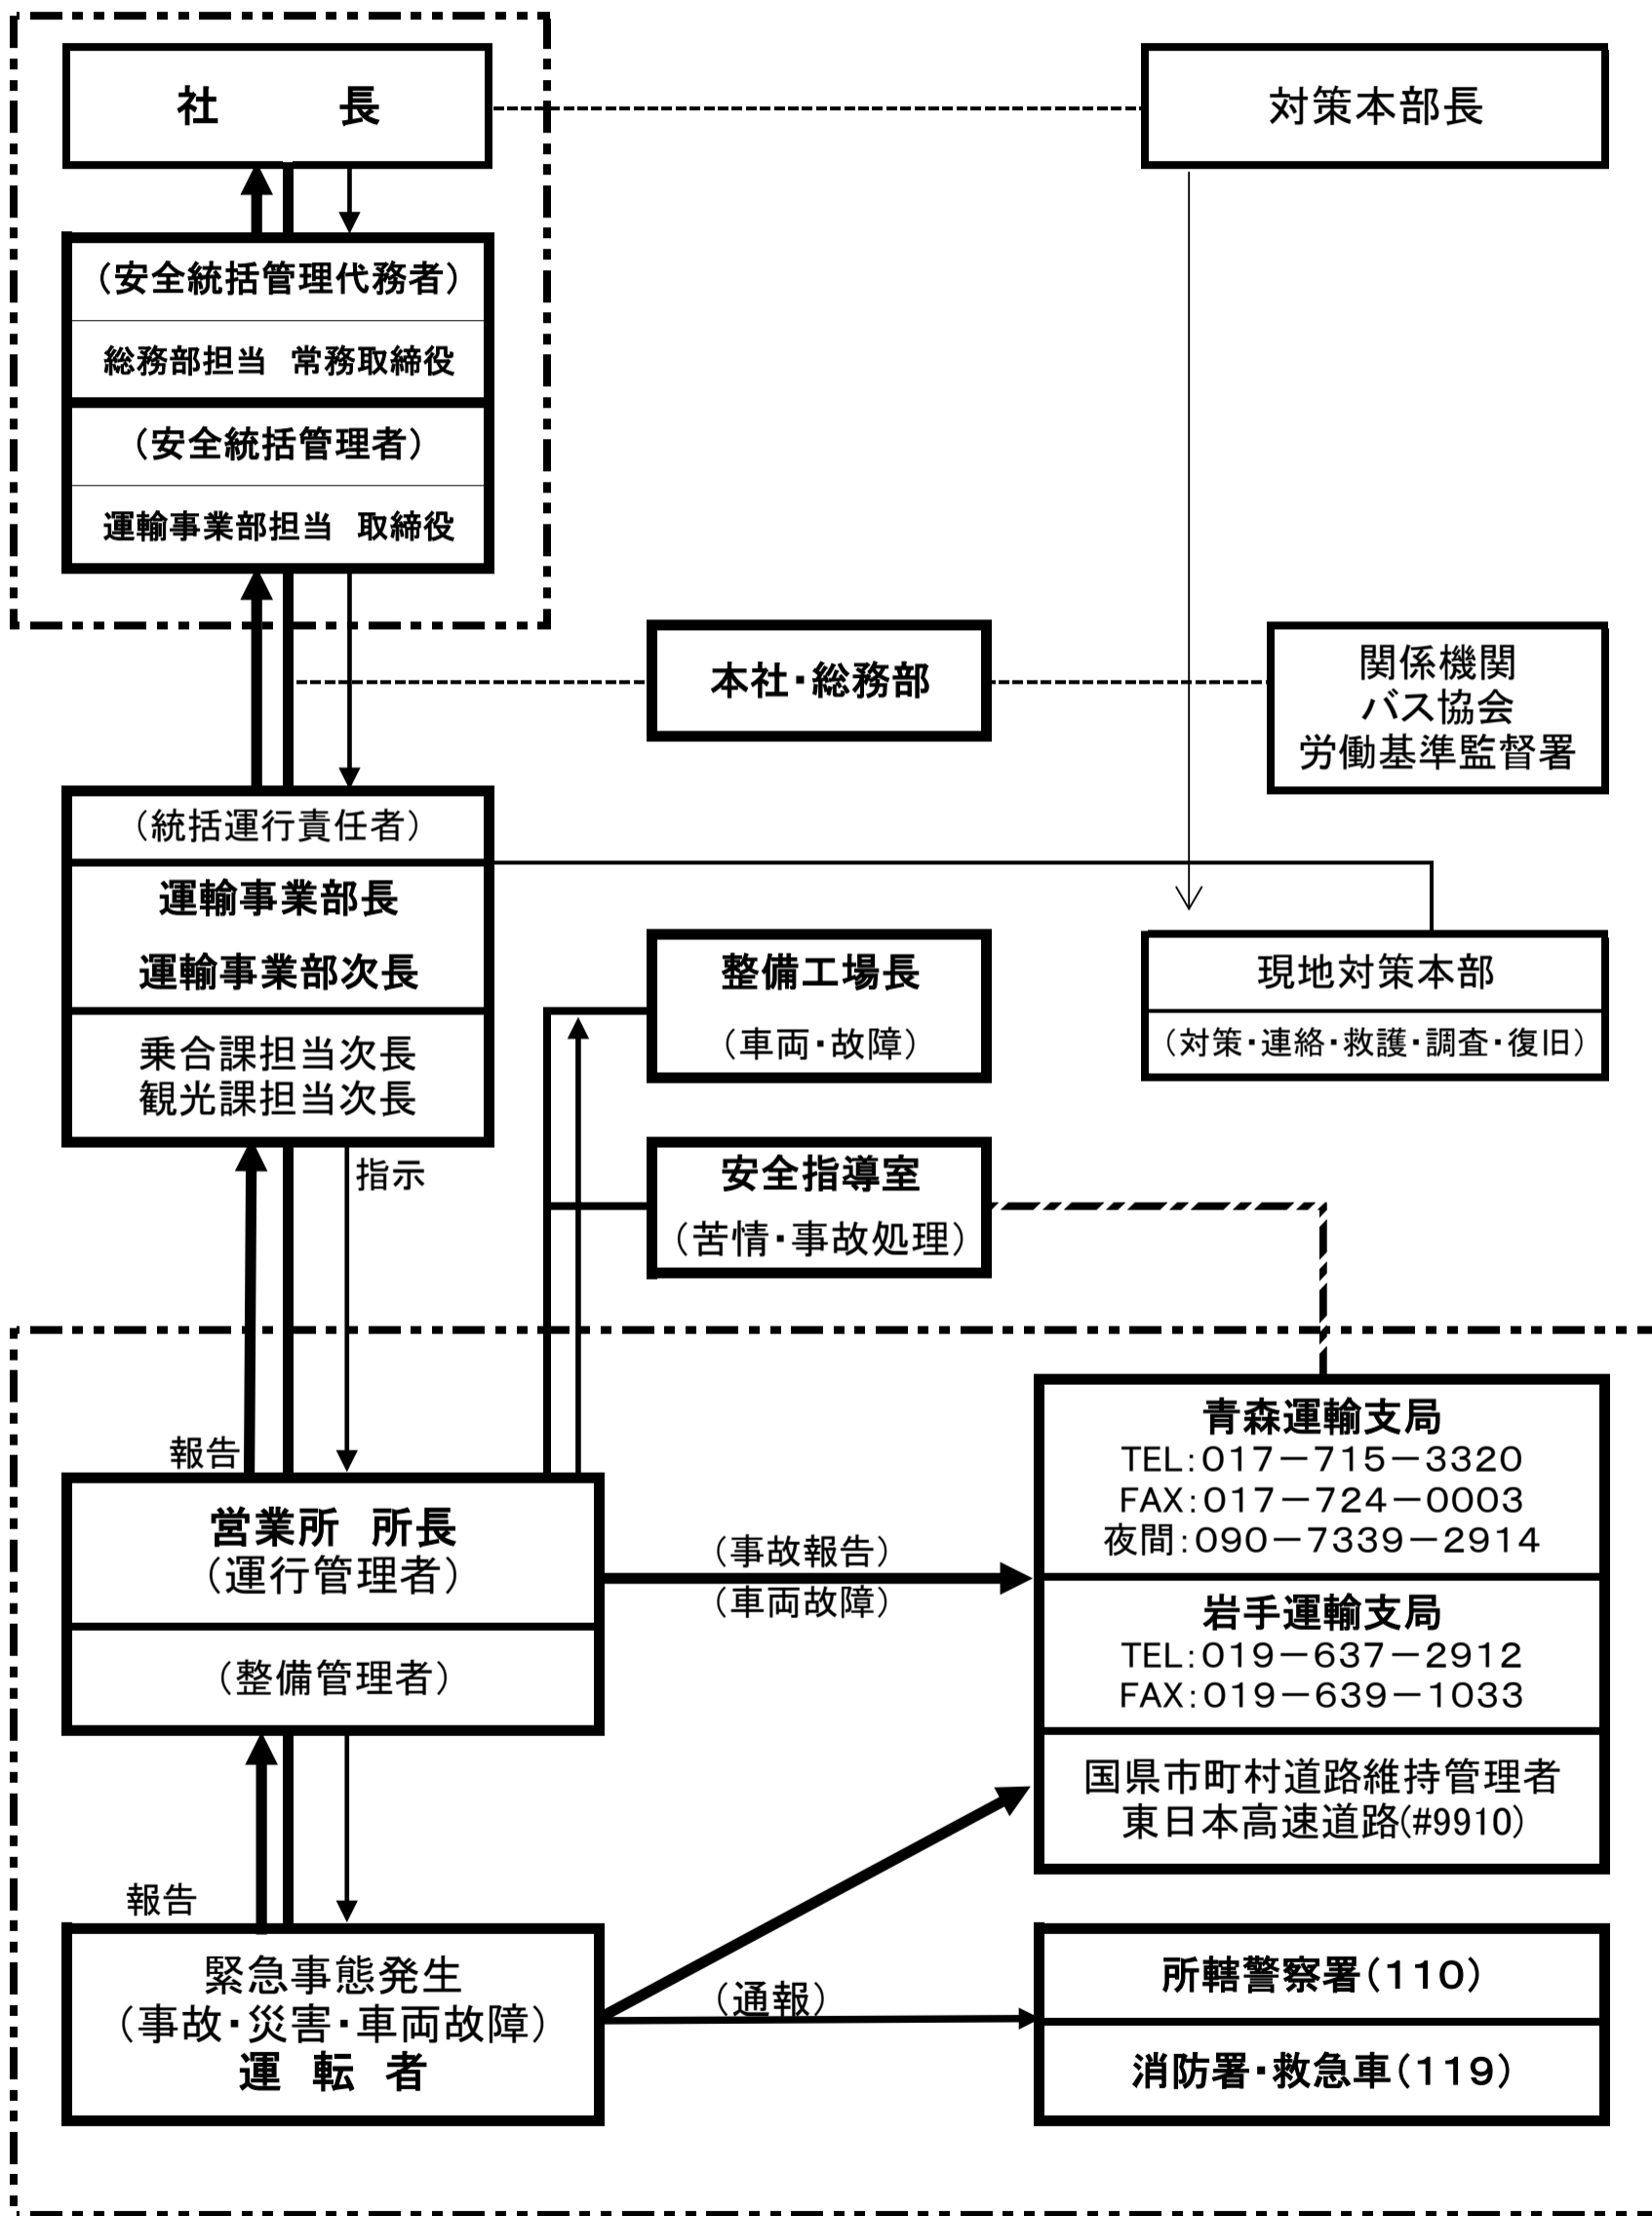 社　　　長
対策本部長
（安全統括管理代務者）
総務部担当　常務取締役
（安全統括管理者）
運輸事業部担当　取締役
本社・総務部
関係機関
バス協会
労働基準監督署
（統括運行責任者）
運輸事業部長
運輸事業部次長
乗合課担当次長
観光課担当次長
整備工場長
（車両・故障）
現地対策本部
（対策・連絡・救護・調査・復旧）
指示
安全指導室
（苦情・事故処理）
報告
営業所　所長
（運行管理者）
（整備管理者）
（事故報告）
（車両故障）
青森運輸支局
TEL：０１７－７１５－３３２０
FAX：０１７－７２４－０００３
夜間：０９０－７３３９－２９１４
岩手運輸支局
TEL：０１９－６３７－２９１２
FAX：０１９－６３９－１０３３
国県市町村道路維持管理者
東日本高速道路(#9910)
報告
緊急事態発生
（事故・災害・車両故障）
運　転　者
（通報）
所轄警察署（１１０）
消防署・救急車（１１９）